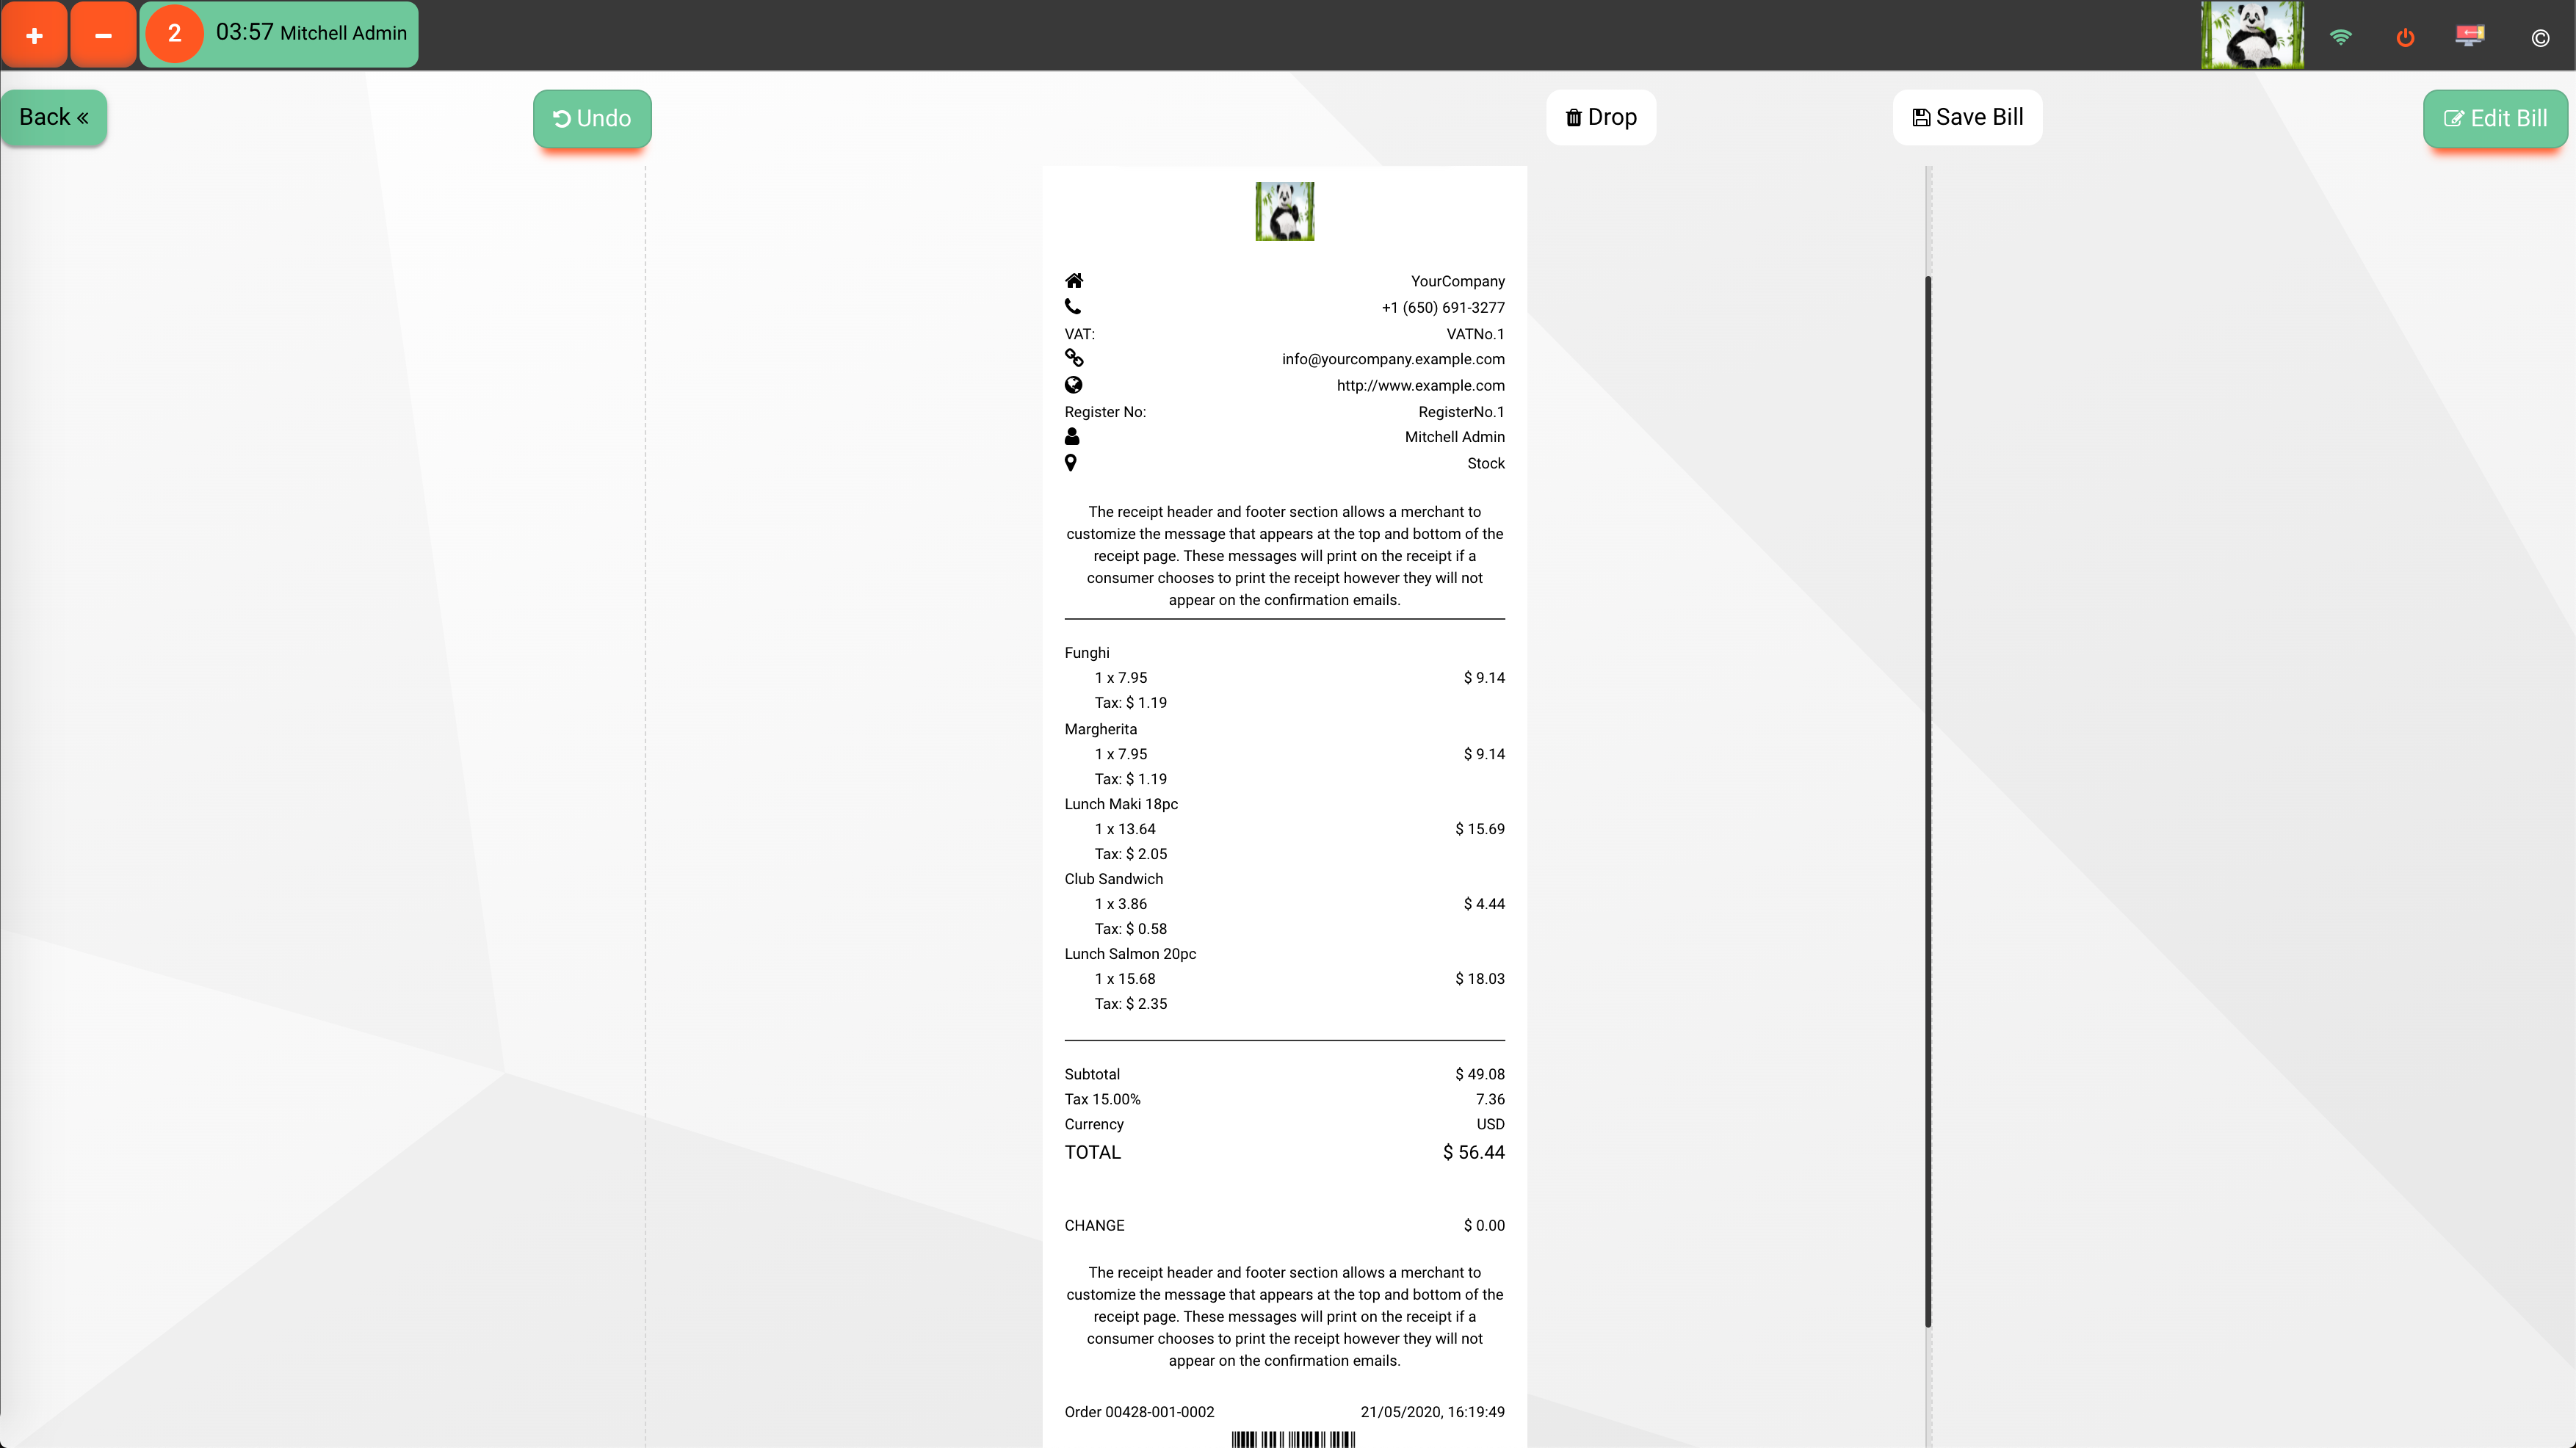 + − 2 03:57 Mitchell Admin ©
Back « Undo Drop Save Bill Edit Bill
YourCompany
+1 (650) 691-3277
VAT: VATNo.1
info@yourcompany.example.com
http://www.example.com
Register No: RegisterNo.1
Mitchell Admin
Stock
The receipt header and footer section allows a merchant to
customize the message that appears at the top and bottom of the
receipt page. These messages will print on the receipt if a
consumer chooses to print the receipt however they will not
appear on the confirmation emails.
Funghi
1 x 7.95 $ 9.14
Tax: $ 1.19
Margherita
1 x 7.95 $ 9.14
Tax: $ 1.19
Lunch Maki 18pc
1 x 13.64 $ 15.69
Tax: $ 2.05
Club Sandwich
1 x 3.86 $ 4.44
Tax: $ 0.58
Lunch Salmon 20pc
1 x 15.68 $ 18.03
Tax: $ 2.35
Subtotal $ 49.08
Tax 15.00% 7.36
Currency USD
TOTAL $ 56.44
CHANGE $ 0.00
The receipt header and footer section allows a merchant to
customize the message that appears at the top and bottom of the
receipt page. These messages will print on the receipt if a
consumer chooses to print the receipt however they will not
appear on the confirmation emails.
Order 00428-001-0002 21/05/2020, 16:19:49